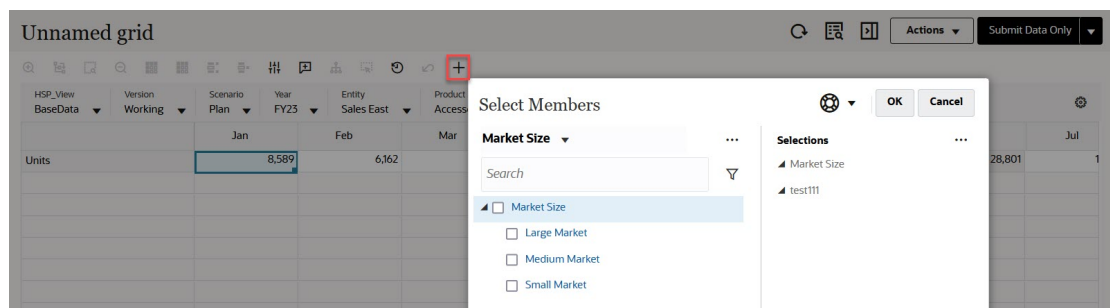 Unnamed grid
Actions
Submit Data Only
HSP_View
Version
Scenario
Year
Entity
Product
BaseData
Working
Plan
FY23
Sales East
Access
Jan
Feb
Mar
Jul
Units
8,589
6,162
28,801
1
Select Members
OK
Cancel
Market Size
...
Selections
...
Search
Market Size
test111
Market Size
Large Market
Medium Market
Small Market